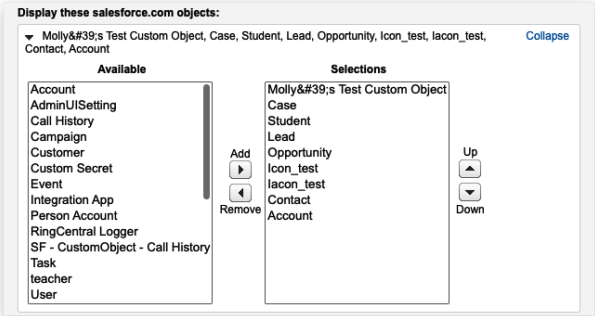 Display these salesforce.com objects:
Molly&#39;s Test Custom Object, Case, Student, Lead, Opportunity, Icon_test, Iacon_test,
Contact, Account
Collapse
Available
Account
AdminUISetting
Call History
Campaign
Customer
Custom Secret
Event
Integration App
Person Account
RingCentral Logger
SF - CustomObject - Call History
Task
teacher
User
Add
Remove
Selections
Molly&#39;s Test Custom Object
Case
Student
Lead
Opportunity
Icon_test
Iacon_test
Contact
Account
Up
Down